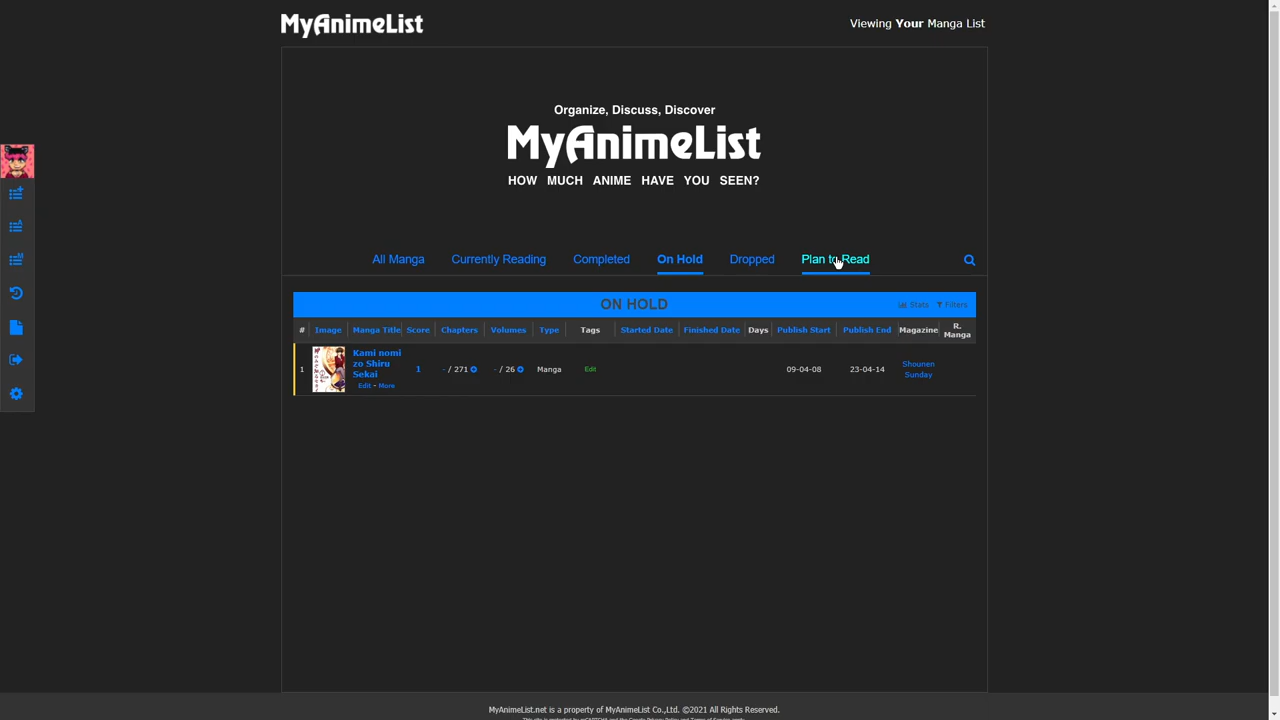 MyAnimeList
Viewing Your Manga List
Organize, Discuss, Discover
MyAnimeList
HOW MUCH ANIME HAVE YOU SEEN?
All Manga Currently Reading Completed On Hold Dropped Plan to Read
ON HOLD
Stats Filters
# Image Manga Title Score Chapters Volumes Type Tags Started Date Finished Date Days Publish Start Publish End Magazine R. Manga
Kami nomi
zo Shiru
Sekai
Edit - More
1 1 - / 271 - / 26 Manga Edit 09-04-08 23-04-14
Shounen
Sunday
MyAnimeList.net is a property of MyAnimeList Co.,Ltd. ©2021 All Rights Reserved.